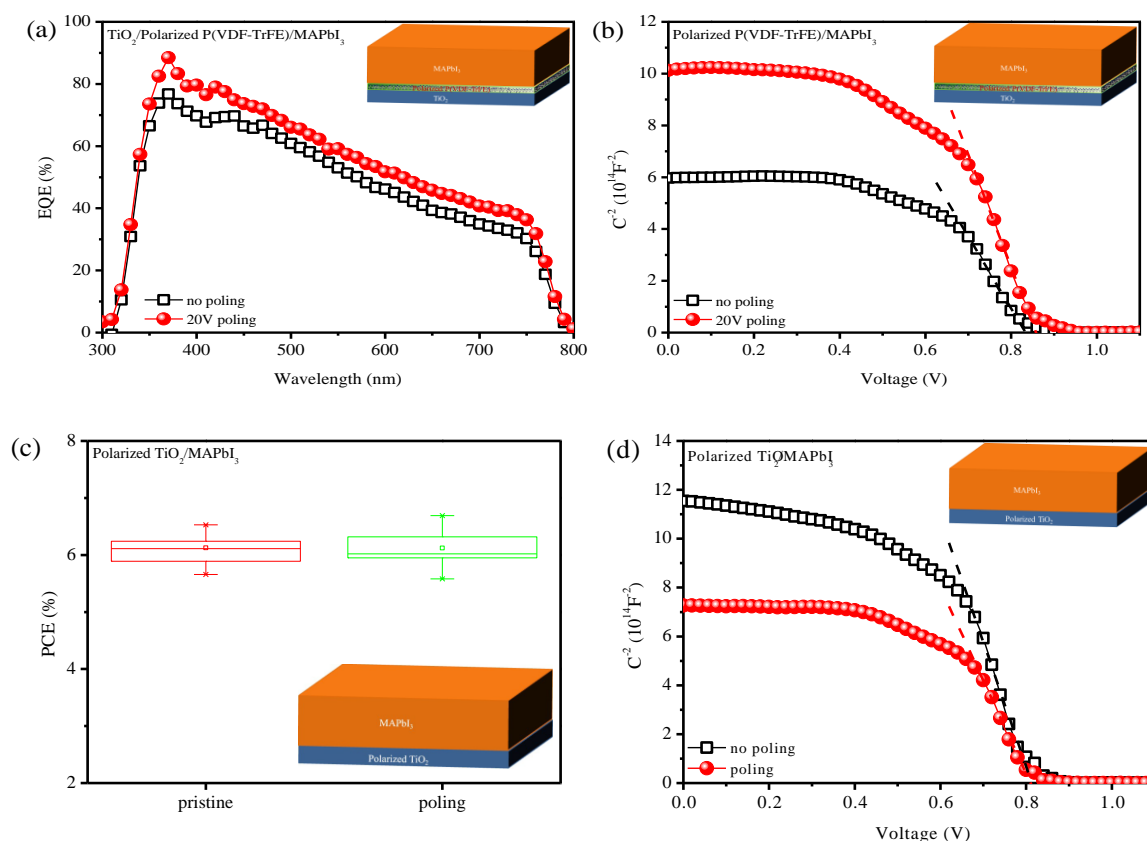 (a)
TiO2/Polarized P(VDF-TrFE)/MAPbI3
MAPbI3
TiO2
no poling
20V poling
EQE (%)
0
20
40
60
80
100
300
400
500
600
700
800
Wavelength (nm)
(b)
Polarized P(VDF-TrFE)/MAPbI3
MAPbI3
TiO2
no poling
20V poling
C-2 (10^14F-2)
0
2
4
6
8
10
12
0.0
0.2
0.4
0.6
0.8
1.0
Voltage (V)
(c)
Polarized TiO2/MAPbI3
MAPbI3
Polarized TiO2
PCE (%)
2
4
6
8
pristine
poling
(d)
Polarized TiO2/MAPbI3
MAPbI3
Polarized TiO2
no poling
poling
C-2 (10^14F-2)
0
2
4
6
8
10
12
14
0.0
0.2
0.4
0.6
0.8
1.0
Voltage (V)